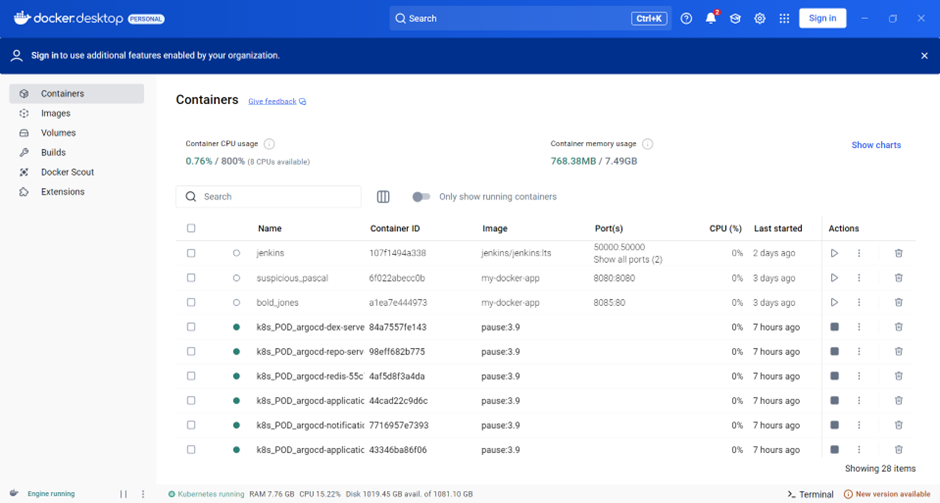 docker.desktop PERSONAL Search Ctrl+K 2 Sign in
Sign in to use additional features enabled by your organization.
Containers
Images
Volumes
Builds
Docker Scout
Extensions
Containers Give feedback
Container CPU usage
0.76% / 800% (8 CPUs available)
Container memory usage
768.38MB / 7.49GB
Show charts
Search Only show running containers
Name Container ID Image Port(s) CPU (%) Last started Actions
jenkins 107f1494a338 jenkins/jenkins:lts 50000:50000 0% 2 days ago
Show all ports (2)
suspicious_pascal 6f022abecc0b my-docker-app 8080:8080 0% 3 days ago
bold_jones a1ea7e444973 my-docker-app 8085:80 0% 3 days ago
k8s_POD_argocd-dex-serve 84a7557fe143 pause:3.9 0% 7 hours ago
k8s_POD_argocd-repo-serv 98eff682b775 pause:3.9 0% 7 hours ago
k8s_POD_argocd-redis-55c 4af5d8f3a4da pause:3.9 0% 7 hours ago
k8s_POD_argocd-applicatic 44cad22c9d6c pause:3.9 0% 7 hours ago
k8s_POD_argocd-notificatic 7716957e7393 pause:3.9 0% 7 hours ago
k8s_POD_argocd-applicatic 43346ba86f06 pause:3.9 0% 7 hours ago
Showing 28 items
Engine running Kubernetes running RAM 7.76 GB CPU 15.22% Disk 1019.45 GB avail. of 1081.10 GB Terminal New version available